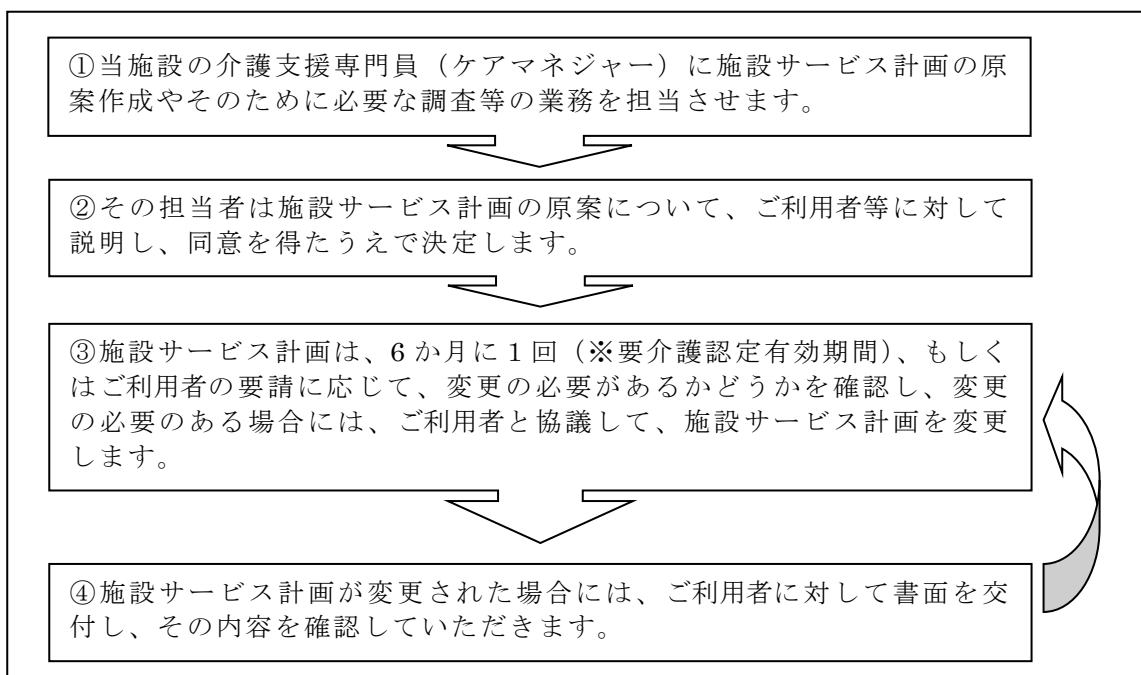 ①当施設の介護支援専門員（ケアマネジャー）に施設サービス計画の原
案作成やそのために必要な調査等の業務を担当させます。
②その担当者は施設サービス計画の原案について、ご利用者等に対して
説明し、同意を得たうえで決定します。
③施設サービス計画は、6か月に1回（※要介護認定有効期間）、もしく
はご利用者の要請に応じて、変更の必要があるかどうかを確認し、変更
の必要のある場合には、ご利用者と協議して、施設サービス計画を変更
します。
④施設サービス計画が変更された場合には、ご利用者に対して書面を交
付し、その内容を確認していただきます。